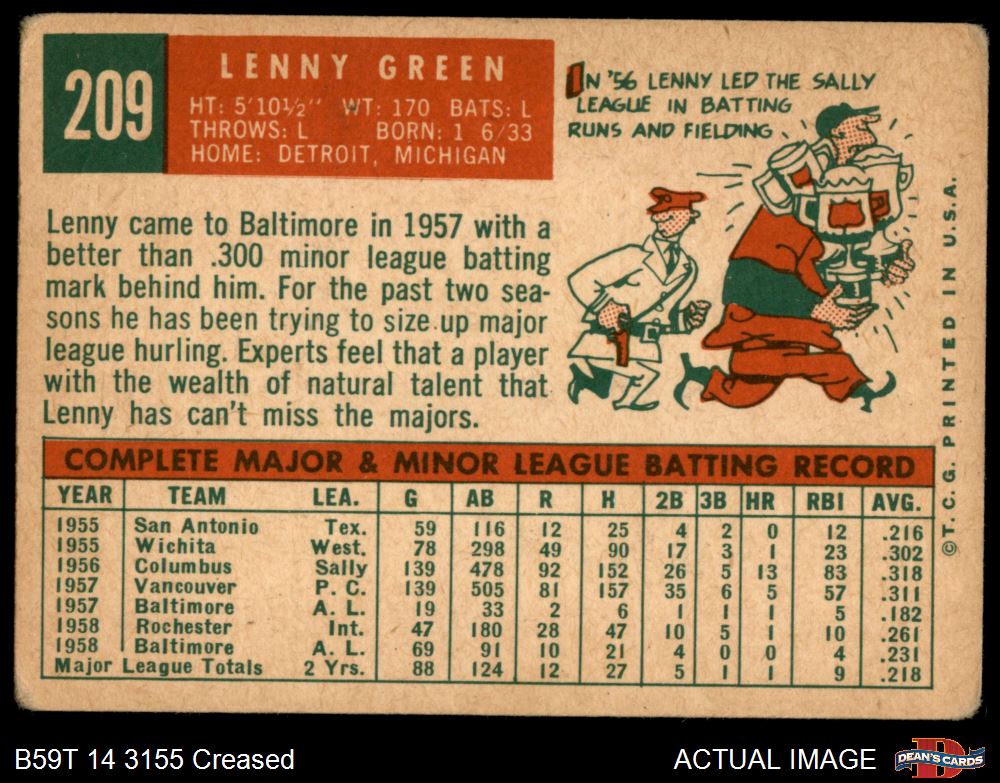 209
LENNY GREEN
HT: 5'10½" WT: 170 BATS: L
THROWS: L BORN: 1 6/33
HOME: DETROIT, MICHIGAN
IN '56 LENNY LED THE SALLY
LEAGUE IN BATTING
RUNS AND FIELDING
Lenny came to Baltimore in 1957 with a
better than .300 minor league batting
mark behind him. For the past two sea-
sons he has been trying to size up major
league hurling. Experts feel that a player
with the wealth of natural talent that
Lenny has can't miss the majors.
COMPLETE MAJOR & MINOR LEAGUE BATTING RECORD
YEAR TEAM LEA. G AB R H 2B 3B HR RBI AVG.
1955 San Antonio Tex. 59 116 12 25 4 2 0 12 .216
1955 Wichita West. 78 298 49 90 17 3 1 23 .302
1956 Columbus Sally 139 478 92 152 26 5 13 83 .318
1957 Vancouver P. C. 139 505 81 157 35 6 5 57 .311
1957 Baltimore A. L. 19 33 2 6 1 1 1 5 .182
1958 Rochester Int. 47 180 28 47 10 5 1 10 .261
1958 Baltimore A. L. 69 91 10 21 4 0 0 4 .231
Major League Totals 2 Yrs. 88 124 12 27 5 1 1 9 .218
©T. C. G. PRINTED IN U.S.A.
B59T 14 3155 Creased
ACTUAL IMAGE
DEAN'S CARDS